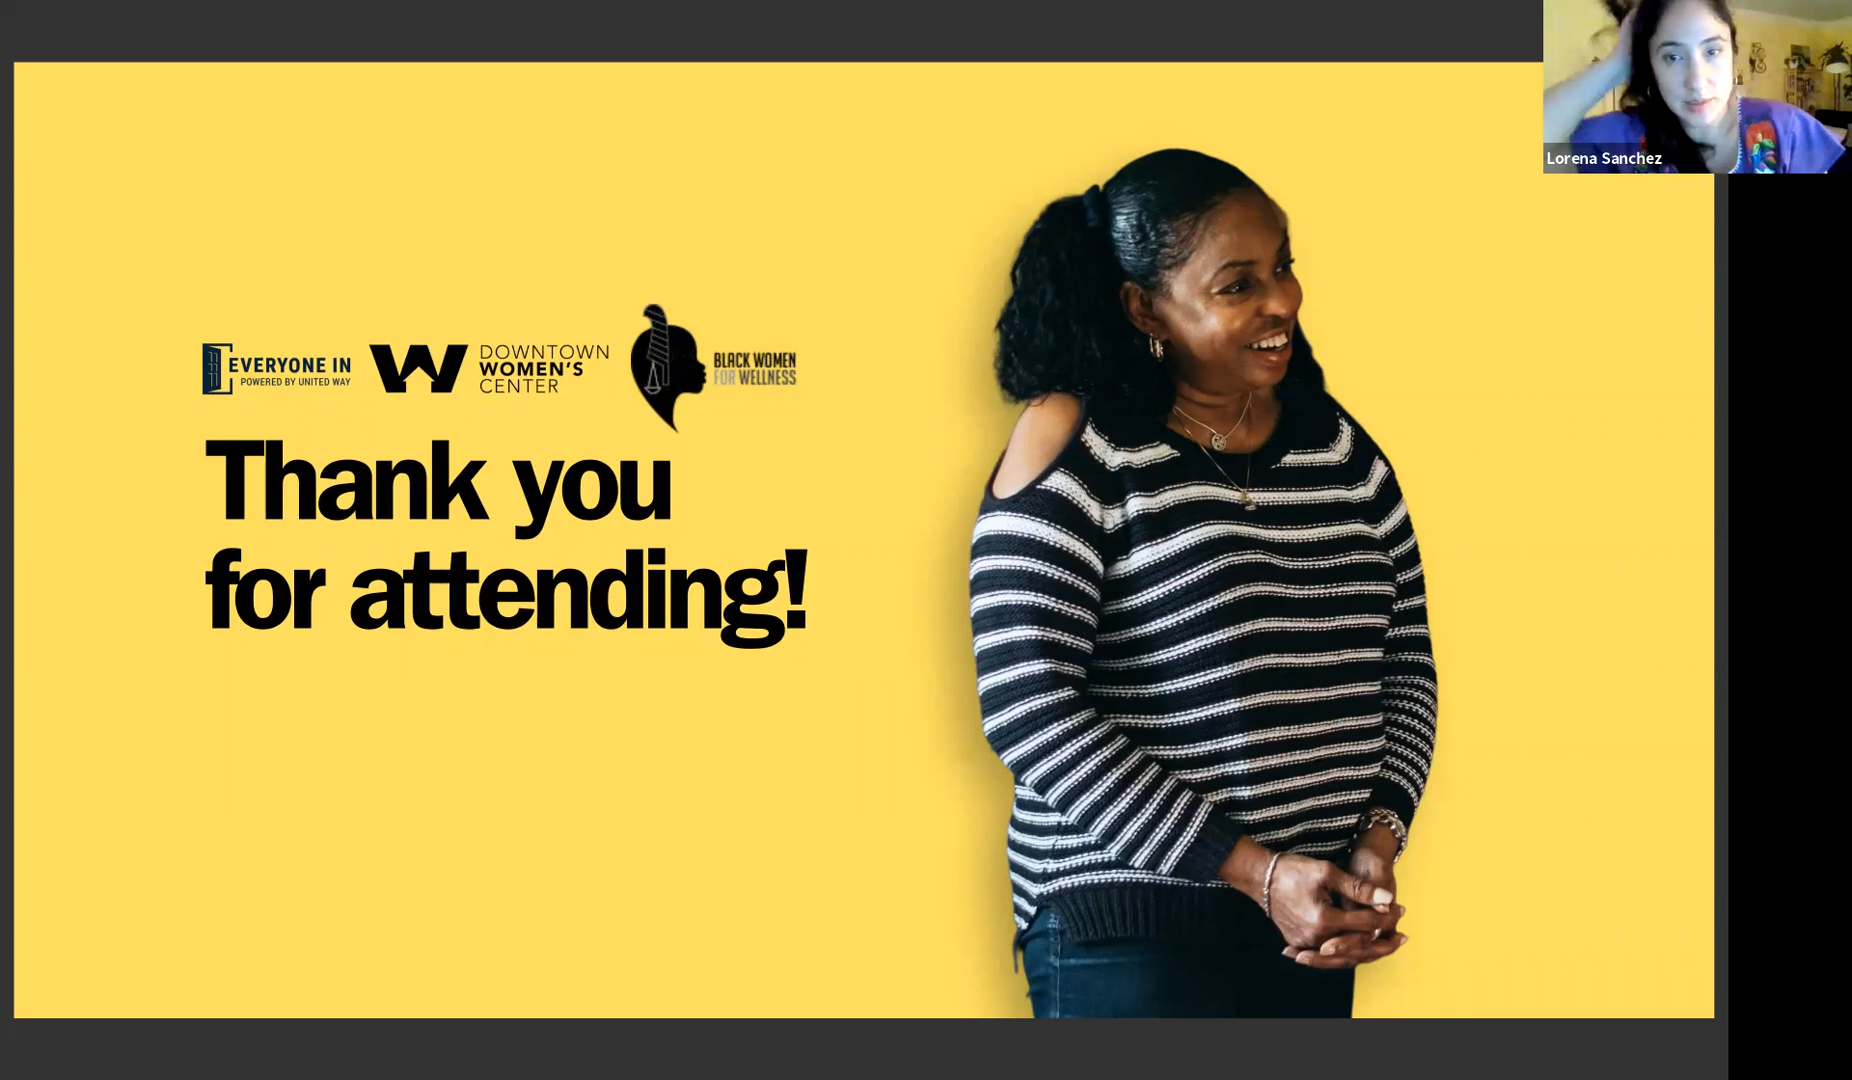 Lorena Sanchez
EVERYONE IN
POWERED BY UNITED WAY
DOWNTOWN
WOMEN'S
CENTER
BLACK WOMEN
FOR WELLNESS
Thank you
for attending!